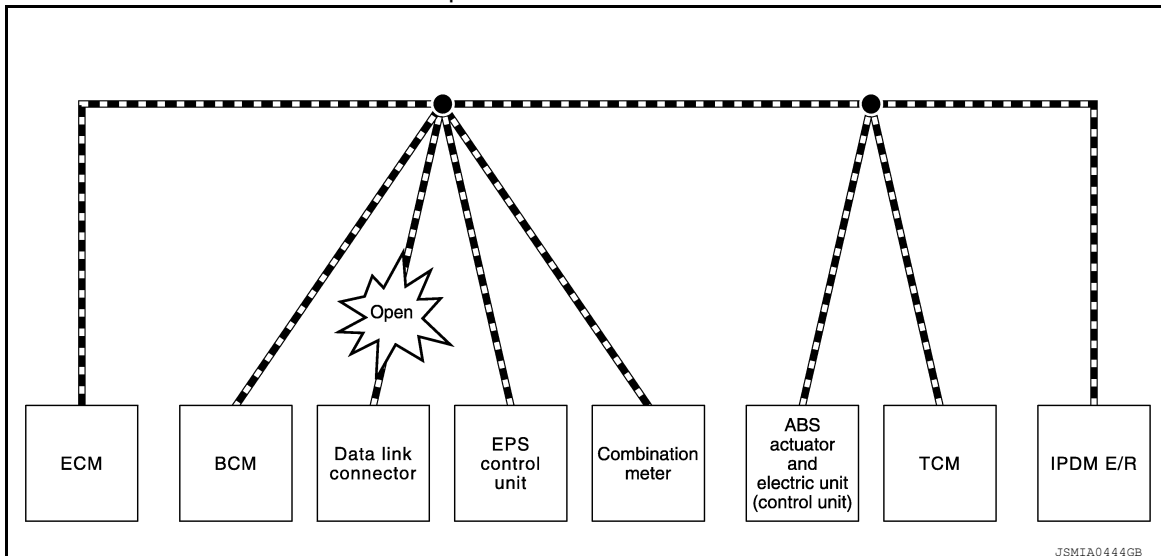 Open
ECM
BCM
Data link
connector
EPS
control
unit
Combination
meter
ABS
actuator
and
electric unit
(control unit)
TCM
IPDM E/R
JSMIA0444GB